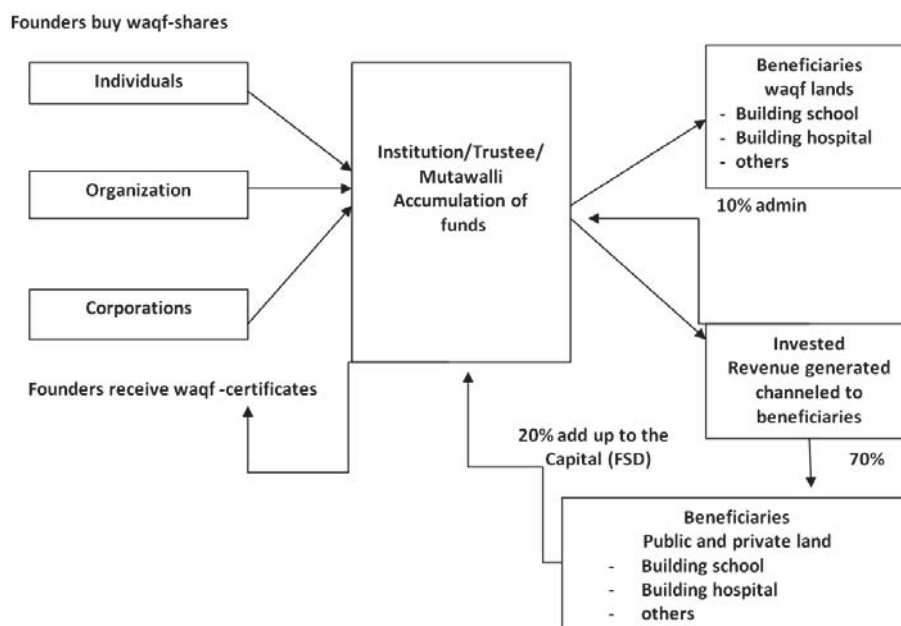 Founders buy waqf-shares
Individuals
Organization
Corporations
Founders receive waqf -certificates
Institution/Trustee/
Mutawalli
Accumulation of
funds
Beneficiaries
waqf lands
- Building school
- Building hospital
- others
10% admin
Invested
Revenue generated
channeled to
beneficiaries
20% add up to the
Capital (FSD)
70%
Beneficiaries
Public and private land
- Building school
- Building hospital
- others